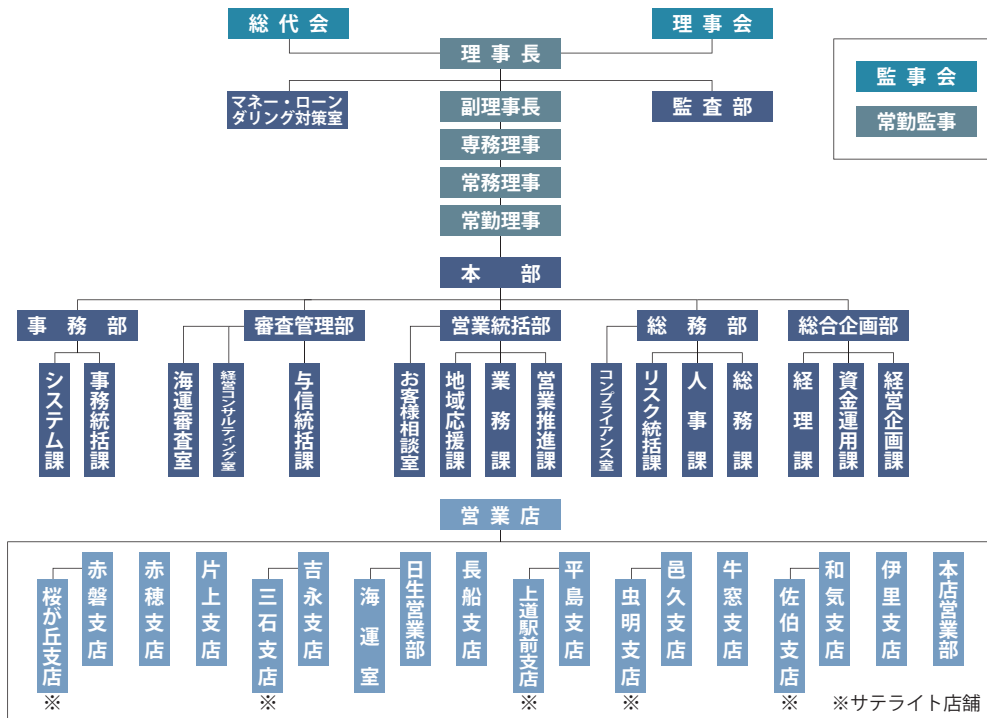 総代会
理事会
理事長
監事会
常勤監事
マネー・ローン
ダリング対策室
監査部
副理事長
専務理事
常務理事
常勤理事
本部
事務部
審査管理部
営業統括部
総務部
総合企画部
システム課
事務統括課
海運審査室
経営コンサルティング室
与信統括課
お客様相談室
地域応援課
業務課
営業推進課
コンプライアンス室
リスク統括課
人事課
総務課
経理課
資金運用課
経営企画課
営業店
桜が丘支店
※
赤磐支店
赤穂支店
片上支店
三石支店
※
吉永支店
海運室
日生営業部
長船支店
上道駅前支店
※
平島支店
虫明支店
※
邑久支店
牛窓支店
佐伯支店
※
和気支店
伊里支店
本店営業部
※サテライト店舗